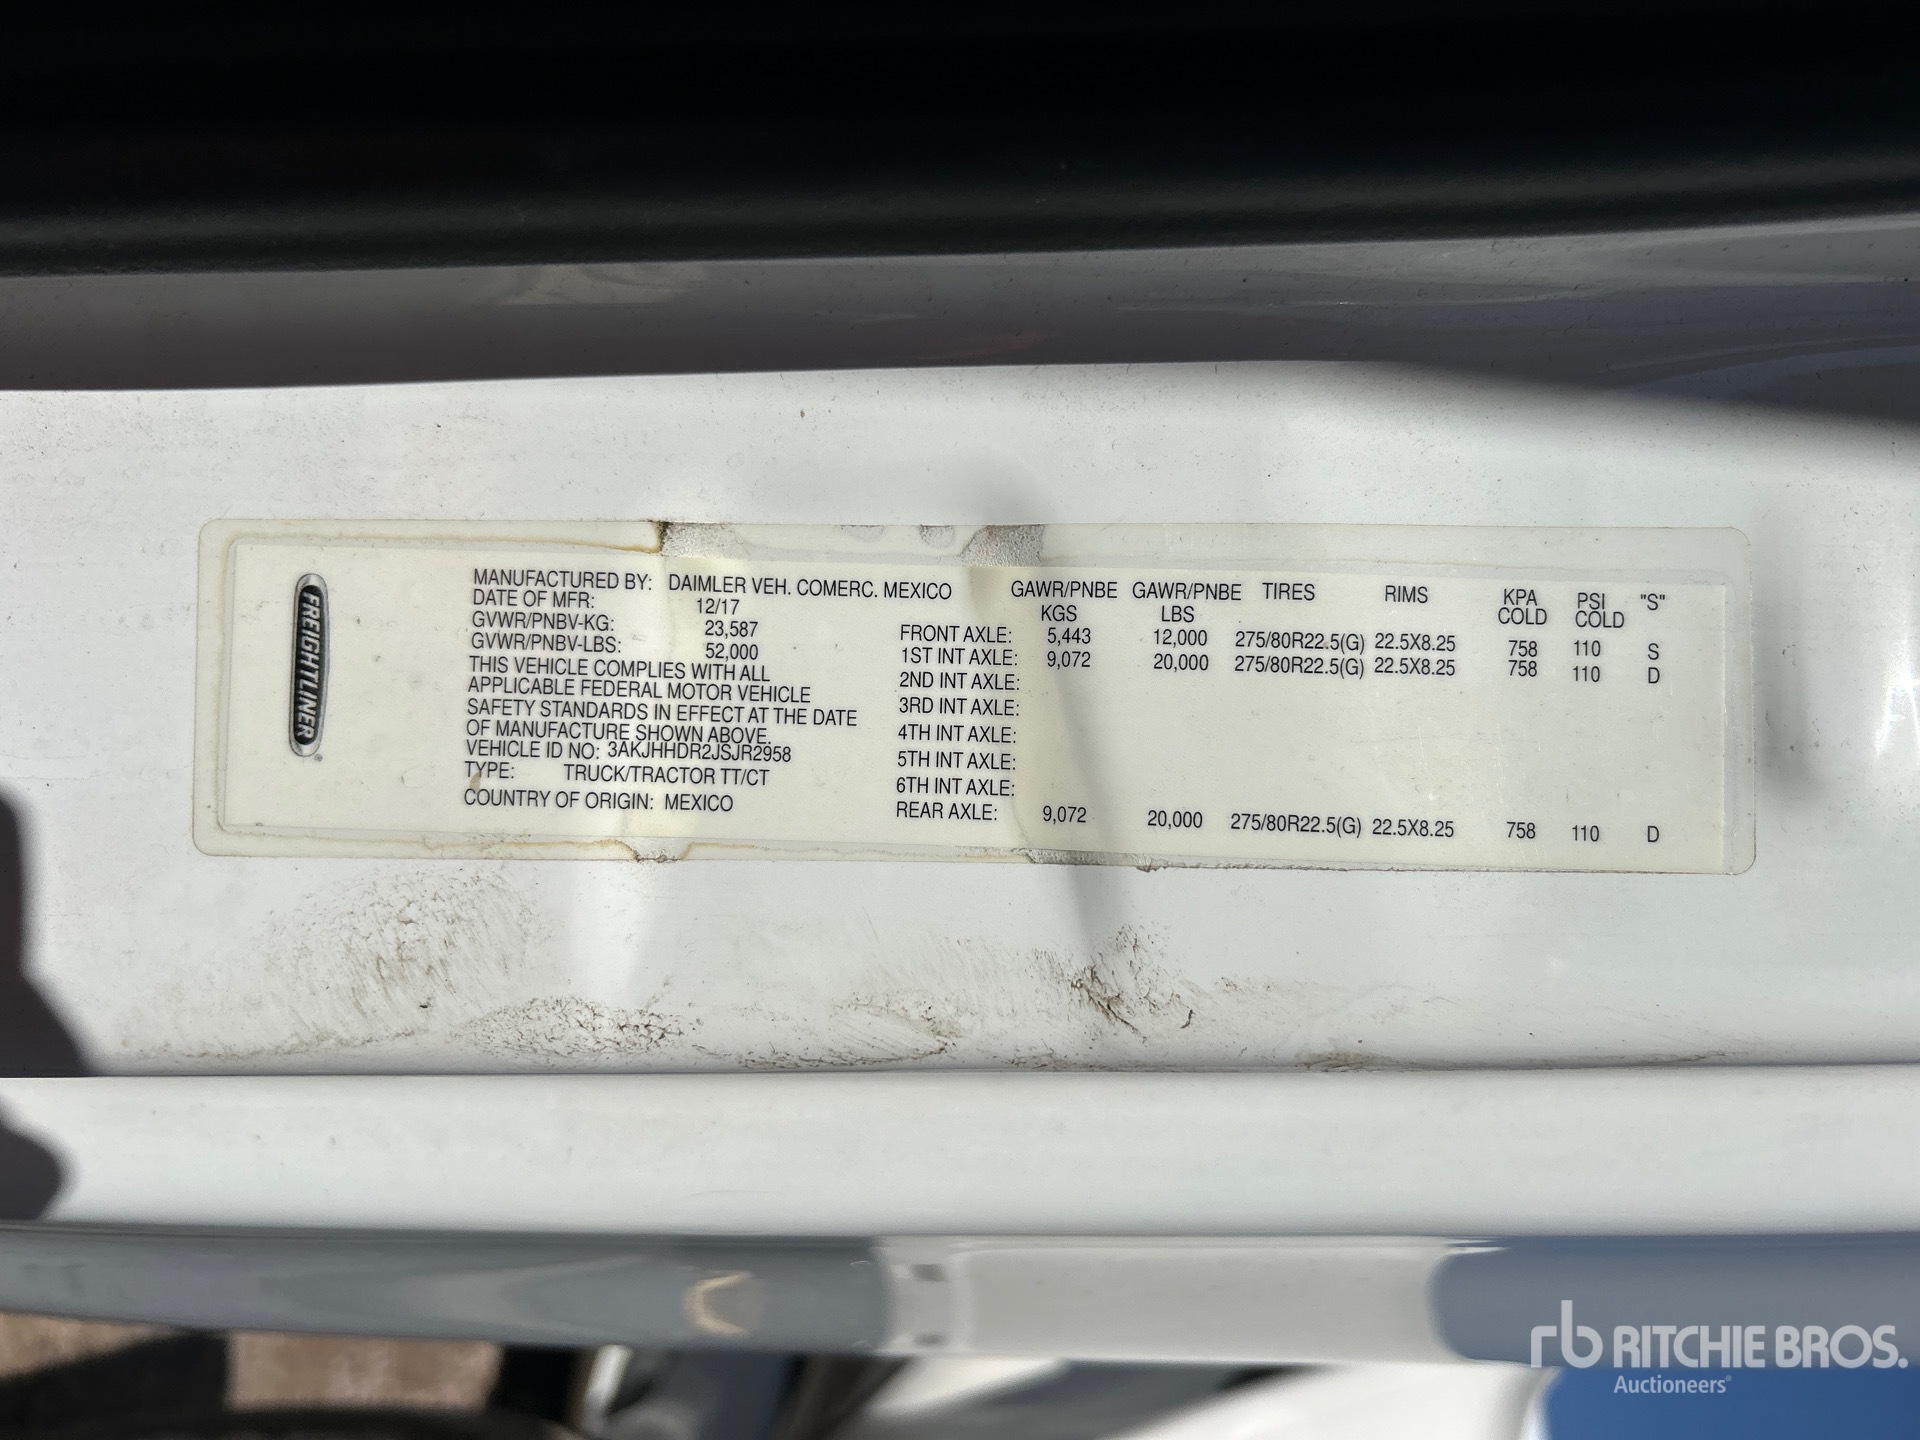 FREIGHTLINER
MANUFACTURED BY: DAIMLER VEH. COMERC. MEXICO
DATE OF MFR: 12/17
GVWR/PNBV-KG: 23,587
GVWR/PNBV-LBS: 52,000
THIS VEHICLE COMPLIES WITH ALL
APPLICABLE FEDERAL MOTOR VEHICLE
SAFETY STANDARDS IN EFFECT AT THE DATE
OF MANUFACTURE SHOWN ABOVE.
VEHICLE ID NO: 3AKJHHDR2JSJR2958
TYPE: TRUCK/TRACTOR TT/CT
COUNTRY OF ORIGIN: MEXICO
GAWR/PNBE GAWR/PNBE TIRES RIMS KPA PSI "S"
KGS LBS COLD COLD
FRONT AXLE: 5,443 12,000 275/80R22.5(G) 22.5X8.25 758 110 S
1ST INT AXLE: 9,072 20,000 275/80R22.5(G) 22.5X8.25 758 110 D
2ND INT AXLE:
3RD INT AXLE:
4TH INT AXLE:
5TH INT AXLE:
6TH INT AXLE:
REAR AXLE: 9,072 20,000 275/80R22.5(G) 22.5X8.25 758 110 D
rb RITCHIE BROS.
Auctioneers